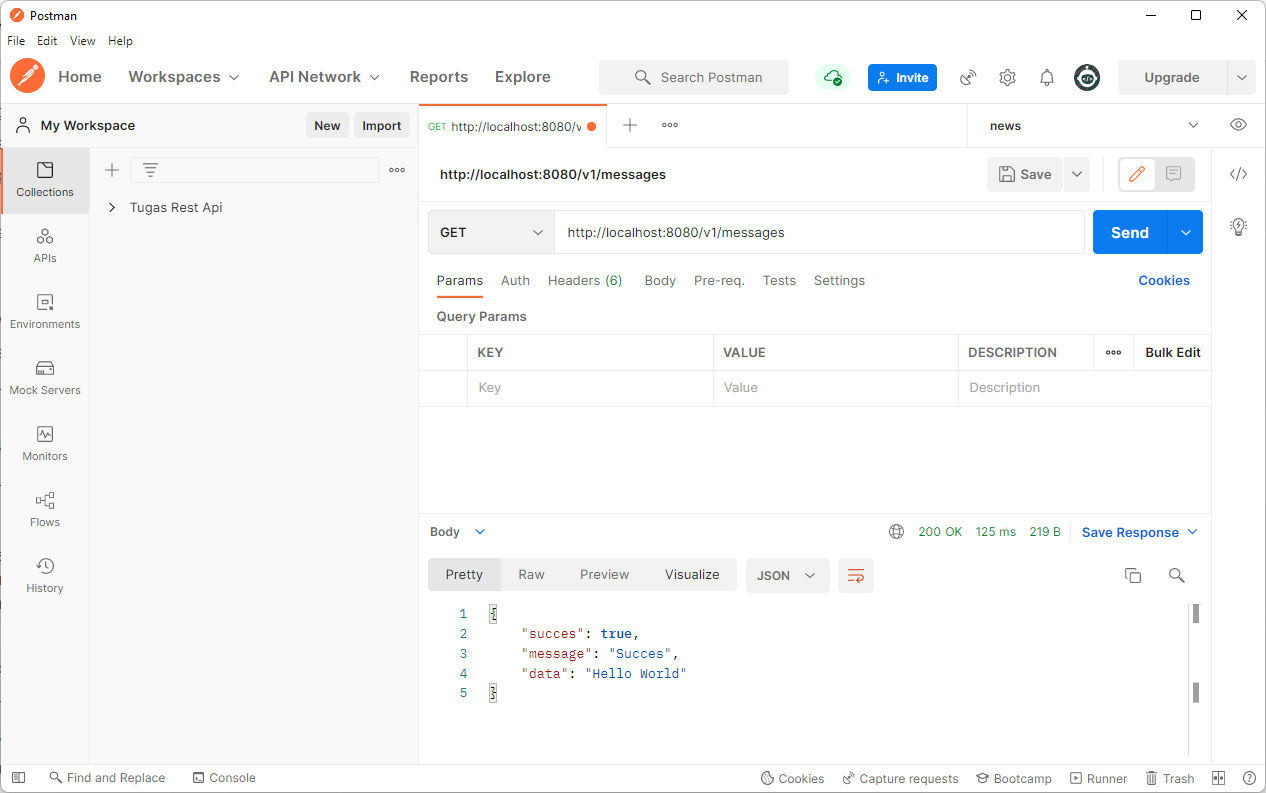 Postman
File Edit View Help
Home Workspaces API Network Reports Explore Search Postman Invite Upgrade
My Workspace New Import
GET http://localhost:8080/v
news
Collections
APIs
Environments
Mock Servers
Monitors
Flows
History
Tugas Rest Api
http://localhost:8080/v1/messages Save
GET http://localhost:8080/v1/messages Send
Params Auth Headers (6) Body Pre-req. Tests Settings Cookies
Query Params
KEY VALUE DESCRIPTION Bulk Edit
Key Value Description
Body 200 OK 125 ms 219 B Save Response
Pretty Raw Preview Visualize JSON
1 {
2 "succes": true,
3 "message": "Succes",
4 "data": "Hello World"
5 }
Find and Replace Console Cookies Capture requests Bootcamp Runner Trash